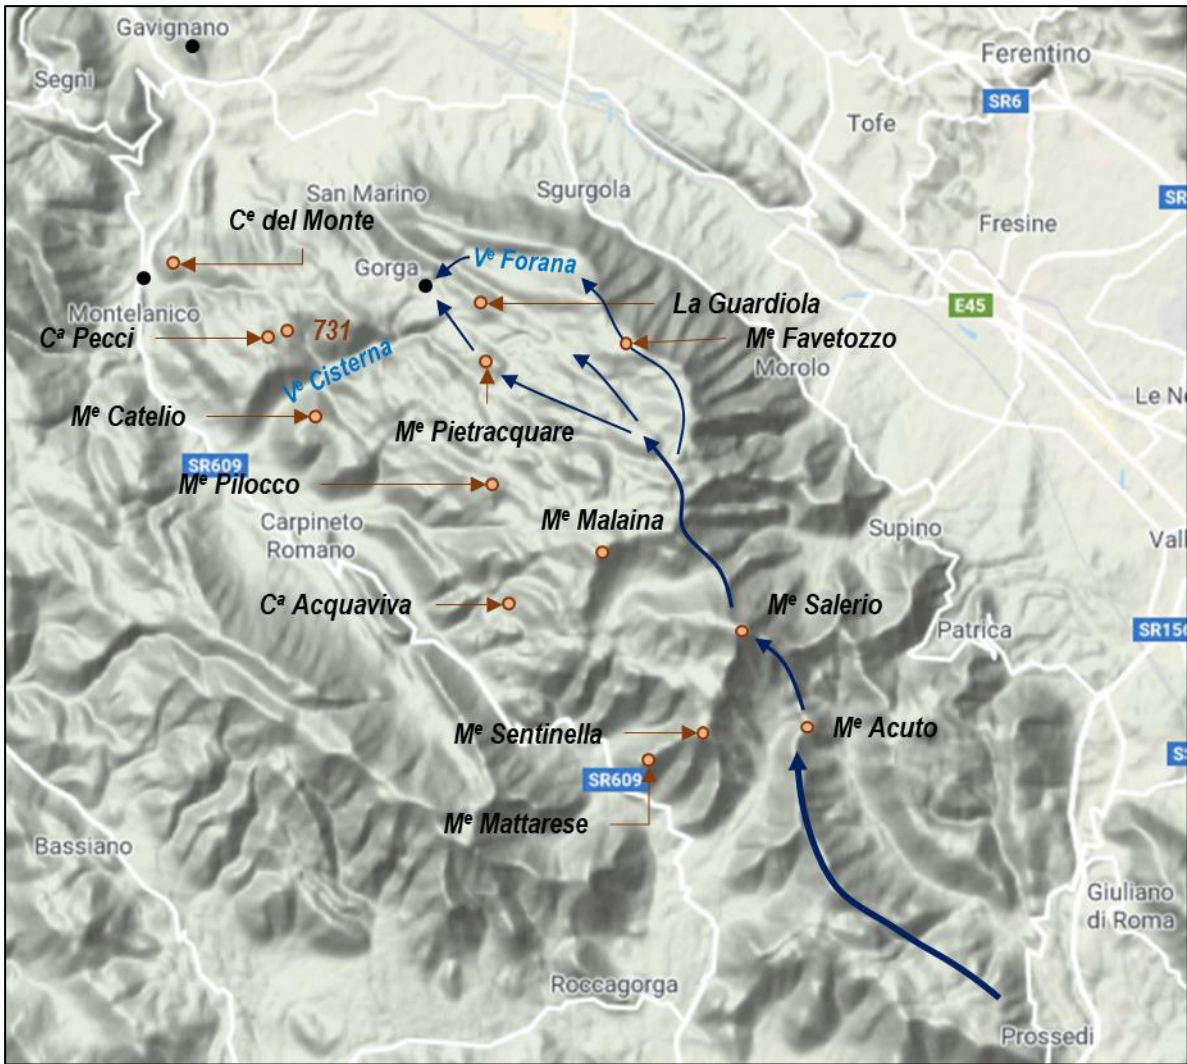 Gavignano
Ferentino
Segni
SR6
Tofe
San Marino
Sgurgola
SR
Cᵉ del Monte
Fresine
Vᵉ Forana
Gorga
Montelanico
La Guardiola
E45
Cᵃ Pecci
731
Mᵉ Favetozzo
Morolo
Vᵉ Cisterna
Le No
Mᵉ Catelio
Mᵉ Pietracquare
SR609
Mᵉ Pilocco
Carpineto
Romano
Mᵉ Malaina
Supino
Vall
Cᵃ Acquaviva
Mᵉ Salerio
Patrica
SR156
Mᵉ Sentinella
Mᵉ Acuto
SR609
SS
Mᵉ Mattarese
Bassiano
Giuliano
di Roma
Roccagorga
Prossedi